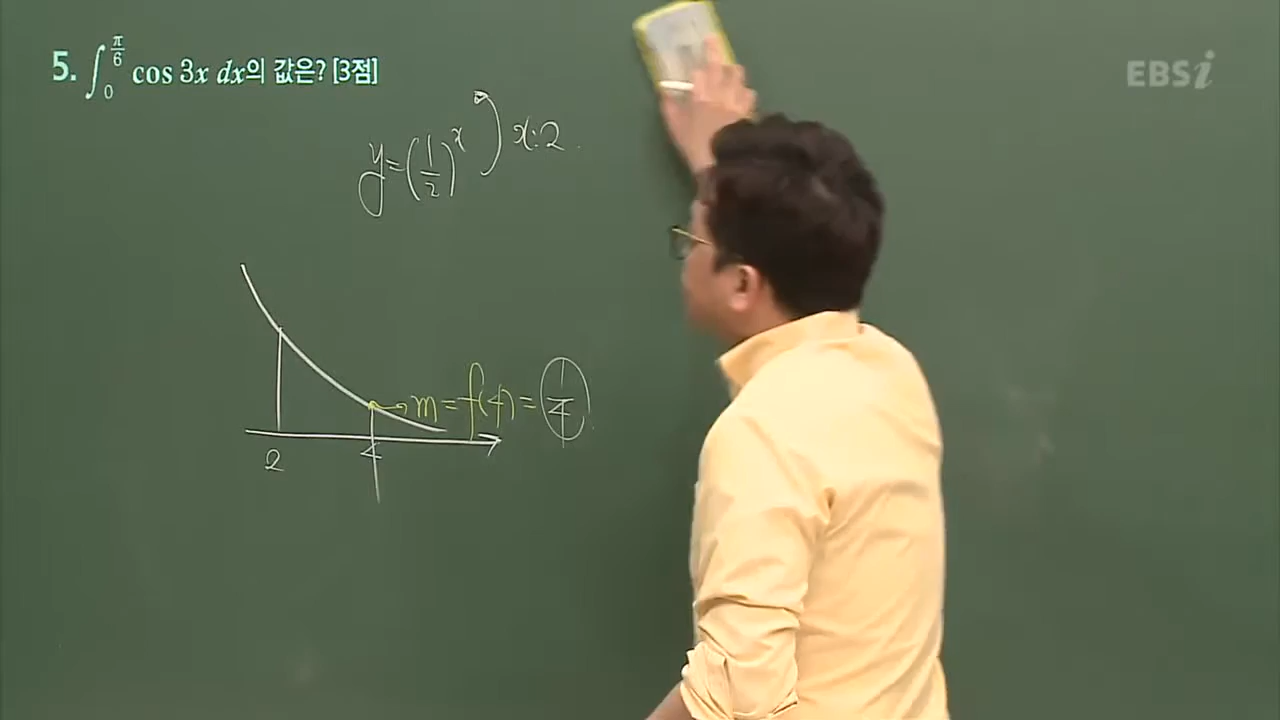 5. ∫₀^(π/6) cos 3x dx의 값은? [3점]
EBSi
y=(1/2)^x ) x:2
m=f(4)=(1/4)
2 4